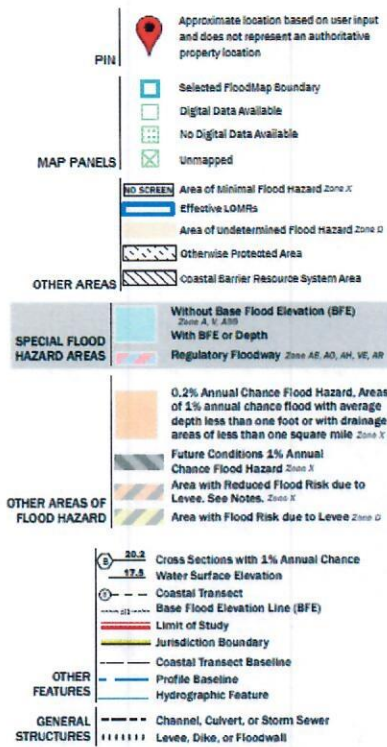 Approximate location based on user input
and does not represent an authoritative
property location
PIN
Selected FloodMap Boundary
Digital Data Available
No Digital Data Available
Unmapped
MAP PANELS
NO SCREEN Area of Minimal Flood Hazard Zone X
Effective LOMRs
Area of Undetermined Flood Hazard Zone D
Otherwise Protected Area
Coastal Barrier Resource System Area
OTHER AREAS
Without Base Flood Elevation (BFE)
Zone A, V, A99
With BFE or Depth
Regulatory Floodway Zone AE, AO, AH, VE, AR
SPECIAL FLOOD
HAZARD AREAS
0.2% Annual Chance Flood Hazard, Areas
of 1% annual chance flood with average
depth less than one foot or with drainage
areas of less than one square mile Zone X
Future Conditions 1% Annual
Chance Flood Hazard Zone X
Area with Reduced Flood Risk due to
Levee. See Notes. Zone X
Area with Flood Risk due to Levee Zone D
OTHER AREAS OF
FLOOD HAZARD
B 20.2 Cross Sections with 1% Annual Chance
17.5 Water Surface Elevation
Coastal Transect
Base Flood Elevation Line (BFE)
Limit of Study
Jurisdiction Boundary
Coastal Transect Baseline
Profile Baseline
Hydrographic Feature
OTHER
FEATURES
Channel, Culvert, or Storm Sewer
Levee, Dike, or Floodwall
GENERAL
STRUCTURES